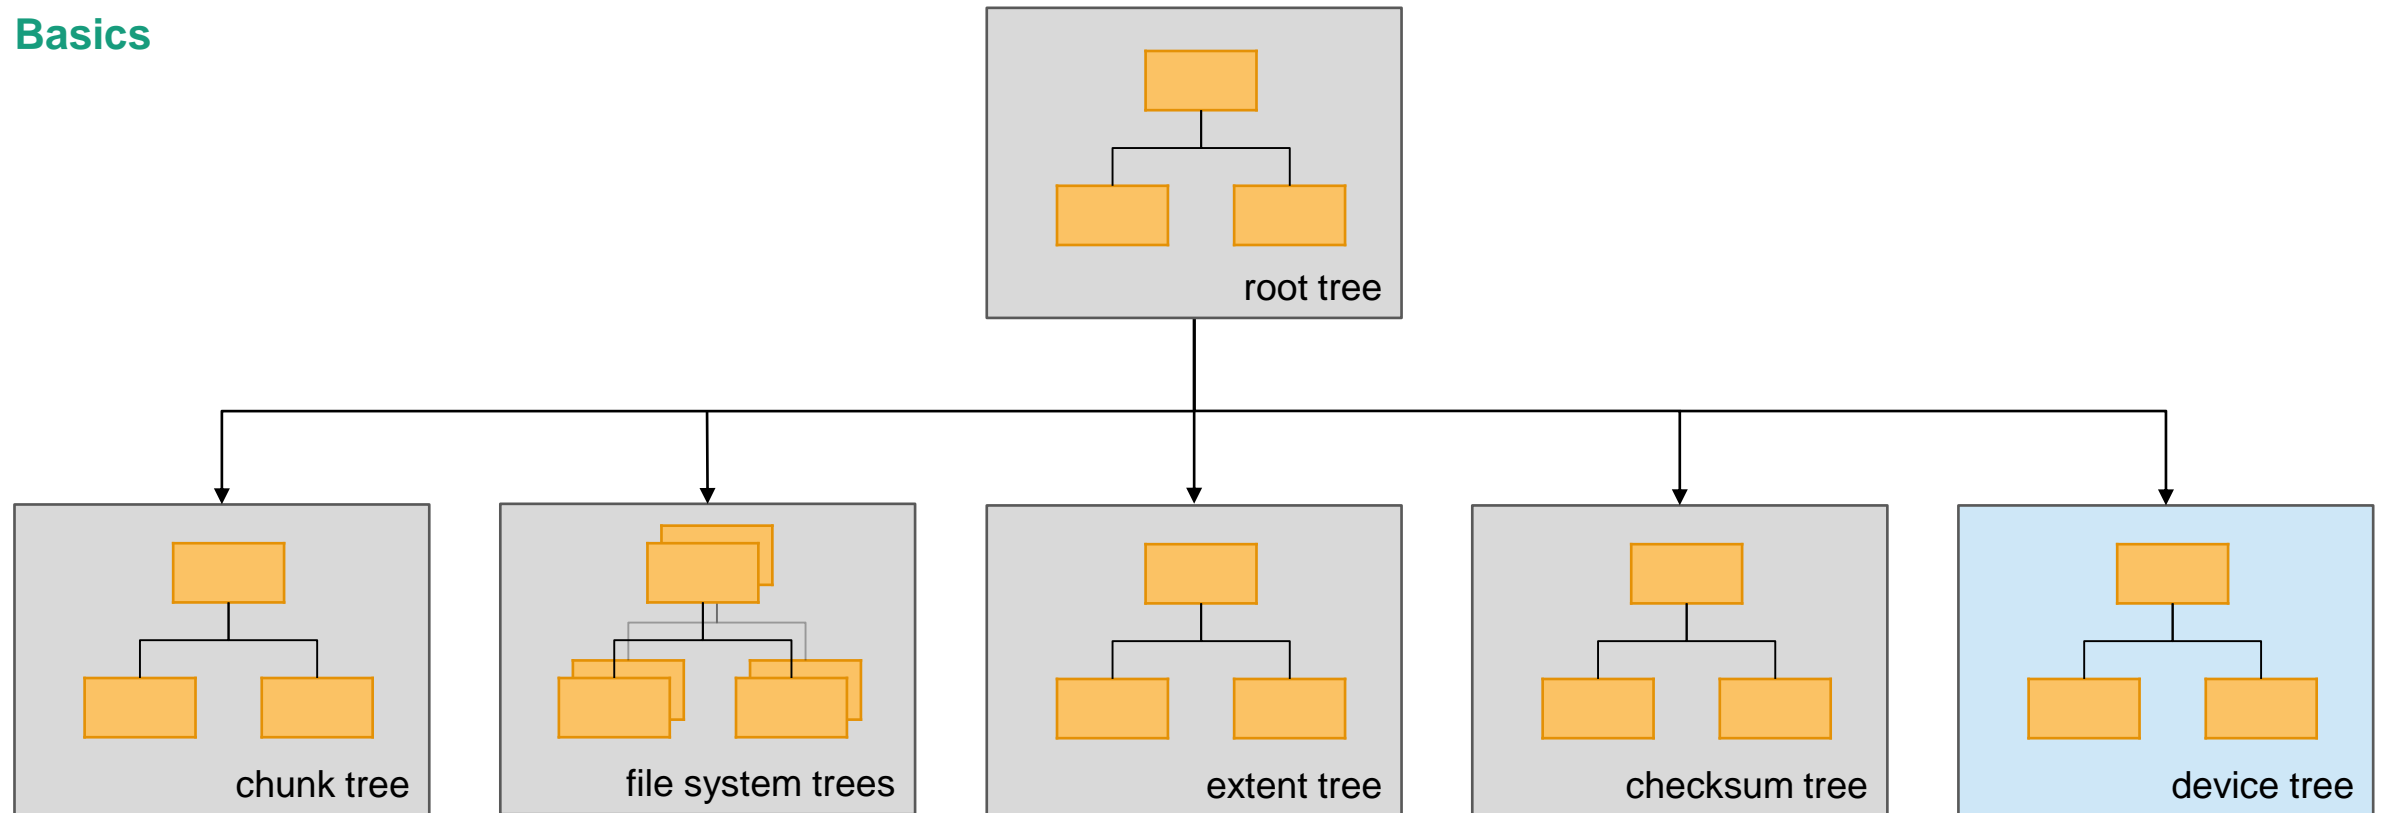 Basics
root tree
chunk tree
file system trees
extent tree
checksum tree
device tree